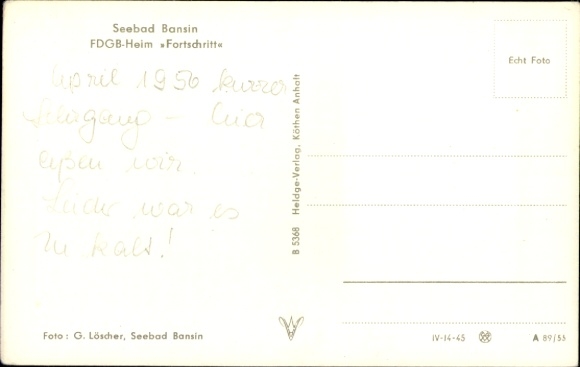 Seebad Bansin
FDGB-Heim »Fortschritt«
April 1956 kurzer
Lehrgang – hier
aßen wir.
Leider war es
zu kalt!
B 5368 Heldge-Verlag, Köthen Anhalt
Echt Foto
Foto: G. Löscher, Seebad Bansin
IV-14-45
A 89/55